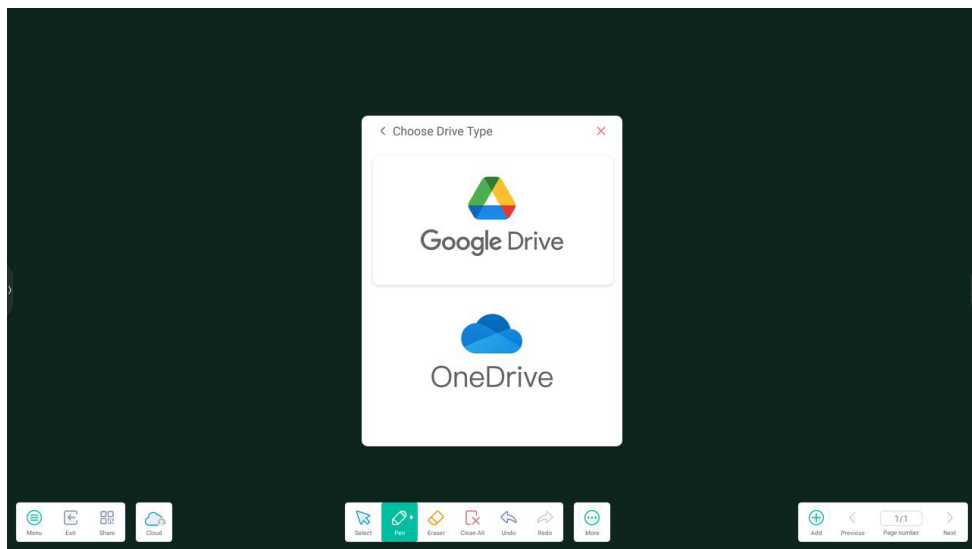 Choose Drive Type
Google Drive
OneDrive
Menu Exit Share Cloud Select Pen Eraser Clean All Undo Redo More Add Previous 1/1 Page number Next